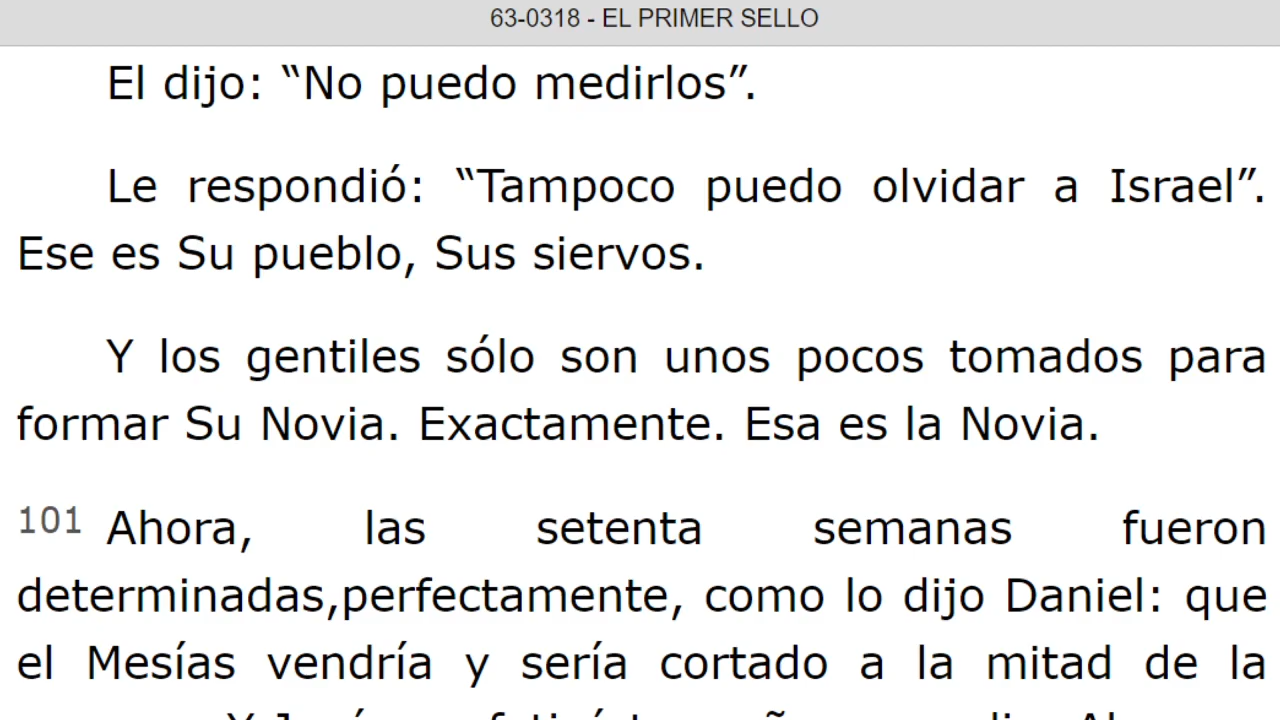 63-0318 - EL PRIMER SELLO
El dijo: “No puedo medirlos”.
Le respondió: “Tampoco puedo olvidar a Israel”.
Ese es Su pueblo, Sus siervos.
Y los gentiles sólo son unos pocos tomados para
formar Su Novia. Exactamente. Esa es la Novia.
101 Ahora, las setenta semanas fueron
determinadas,perfectamente, como lo dijo Daniel: que
el Mesías vendría y sería cortado a la mitad de la